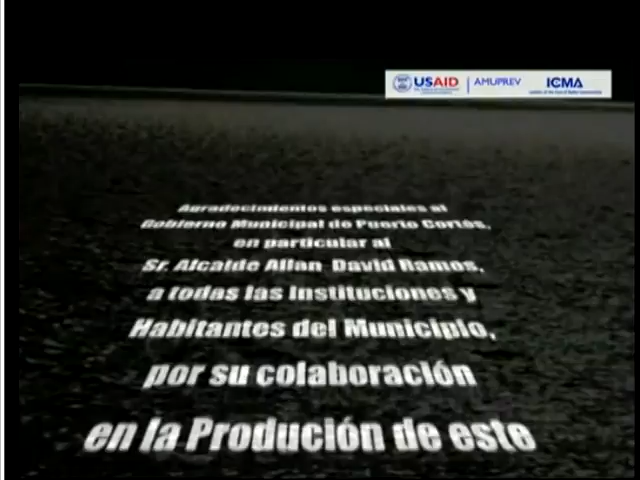 USAID
AMUPREV
ICMA
Agradecimientos especiales al
Gobierno Municipal de Puerto Cortés,
en particular al
Sr. Alcalde Allan David Ramos,
a todas las Instituciones y
Habitantes del Municipio,
por su colaboración
en la Produción de este